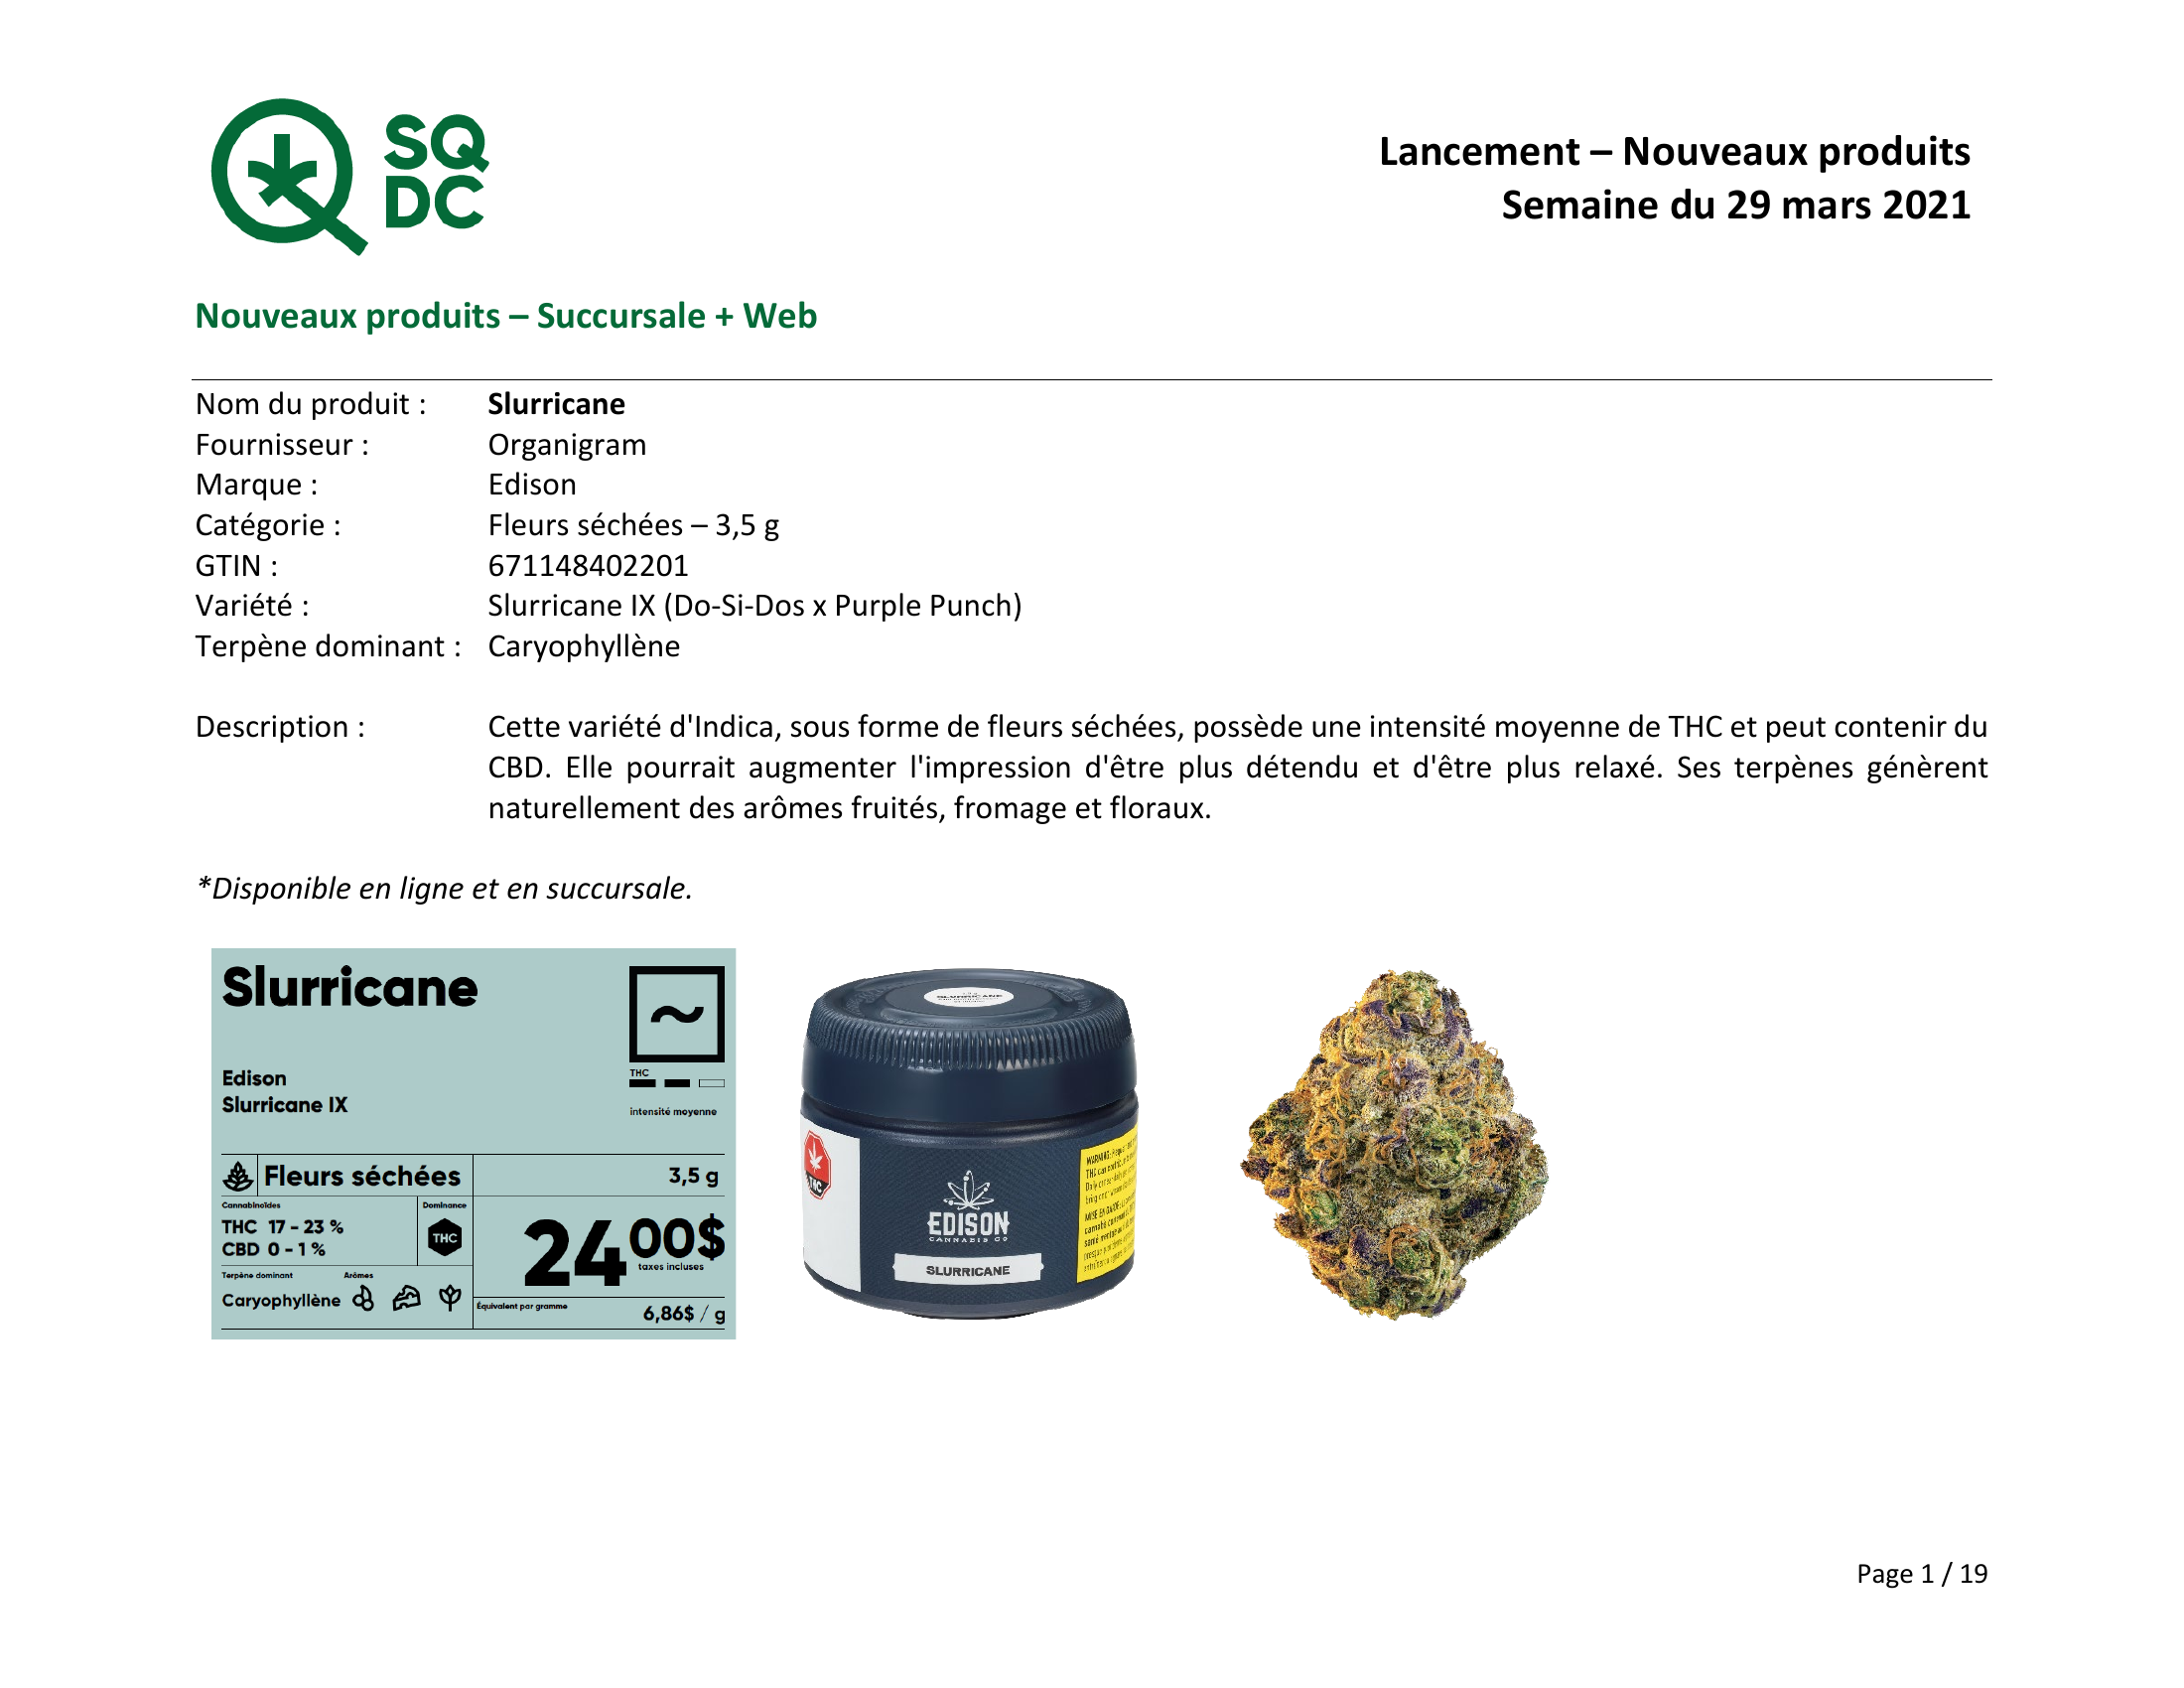 SQ
DC
Lancement – Nouveaux produits
Semaine du 29 mars 2021
Nouveaux produits – Succursale + Web
Nom du produit : Slurricane
Fournisseur : Organigram
Marque : Edison
Catégorie : Fleurs séchées – 3,5 g
GTIN : 671148402201
Variété : Slurricane IX (Do-Si-Dos x Purple Punch)
Terpène dominant : Caryophyllène
Description : Cette variété d'Indica, sous forme de fleurs séchées, possède une intensité moyenne de THC et peut contenir du
CBD. Elle pourrait augmenter l'impression d'être plus détendu et d'être plus relaxé. Ses terpènes génèrent
naturellement des arômes fruités, fromage et floraux.
*Disponible en ligne et en succursale.
Slurricane
~
Edison
Slurricane IX
THC
intensité moyenne
Fleurs séchées 3,5 g
Cannabinoïdes Dominance
THC 17 - 23 %
CBD 0 - 1 %
THC
24 00$
taxes incluses
Terpène dominant Arômes
Caryophyllène
Équivalent par gramme
6,86$ / g
SLURRICANE
THC
EDISON
CANNABIS CO
SLURRICANE
WARNING:
MISE EN GARDE:
Page 1 / 19